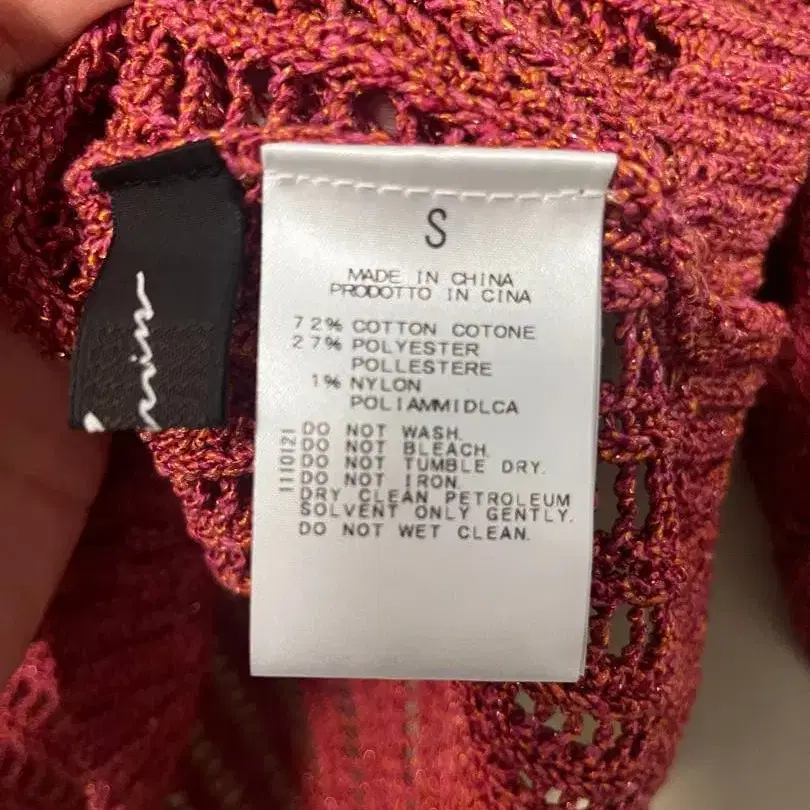 S
MADE IN CHINA
PRODOTTO IN CINA
72% COTTON COTONE
27% POLYESTER
POLLESTERE
1% NYLON
POLIAMMIDLCA
DO NOT WASH.
DO NOT BLEACH.
DO NOT TUMBLE DRY.
DO NOT IRON.
DRY CLEAN PETROLEUM
SOLVENT ONLY GENTLY.
DO NOT WET CLEAN.
1110121